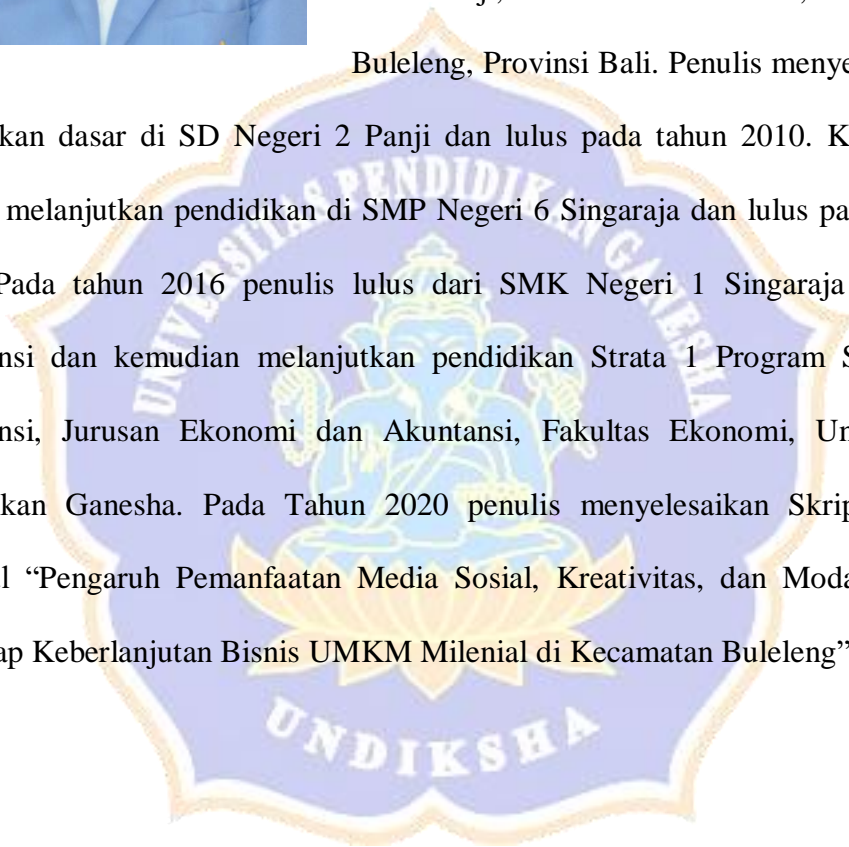 Buleleng, Provinsi Bali. Penulis menye
kan dasar di SD Negeri 2 Panji dan lulus pada tahun 2010. K
melanjutkan pendidikan di SMP Negeri 6 Singaraja dan lulus pa
Pada tahun 2016 penulis lulus dari SMK Negeri 1 Singaraja
nsi dan kemudian melanjutkan pendidikan Strata 1 Program S
nsi, Jurusan Ekonomi dan Akuntansi, Fakultas Ekonomi, Un
kan Ganesha. Pada Tahun 2020 penulis menyelesaikan Skrip
l “Pengaruh Pemanfaatan Media Sosial, Kreativitas, dan Moda
ap Keberlanjutan Bisnis UMKM Milenial di Kecamatan Buleleng”
UNIVERSITAS PENDIDIKAN GANESHA
UNDIKSHA